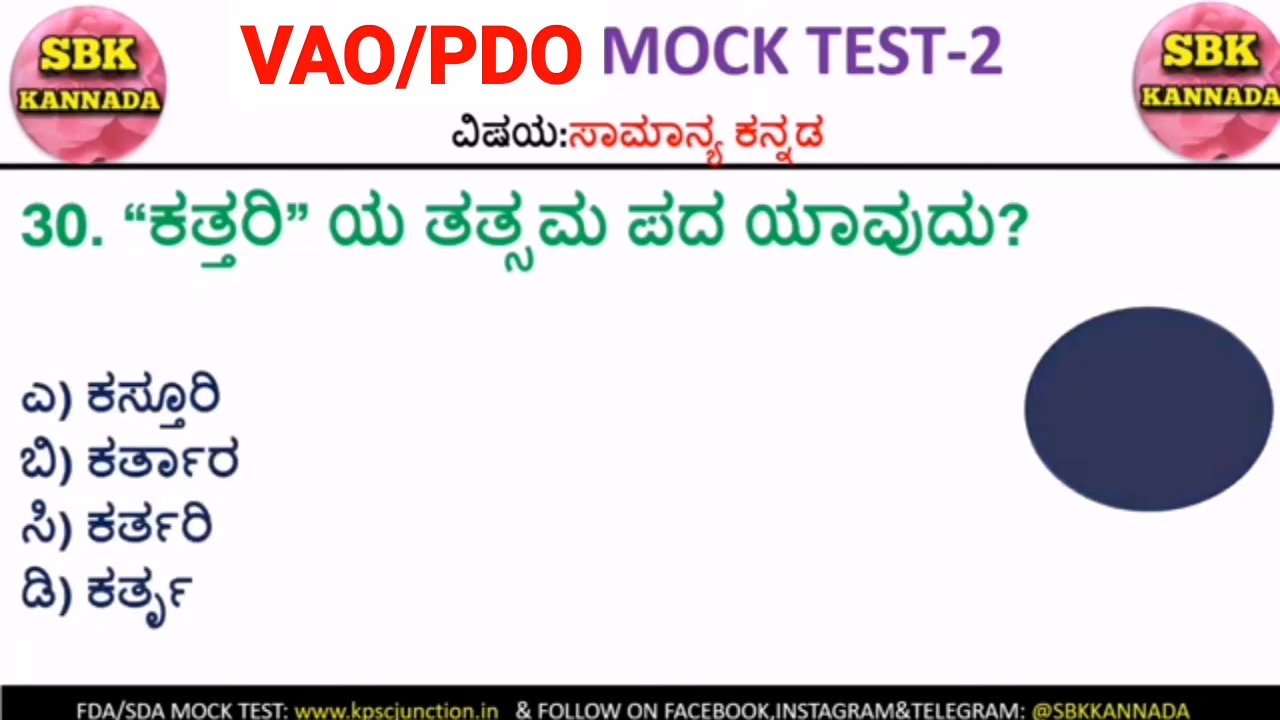 SBK
KANNADA
VAO/PDO MOCK TEST-2
SBK
KANNADA
ವಿಷಯ:ಸಾಮಾನ್ಯ ಕನ್ನಡ
30. “ಕತ್ತರಿ” ಯ ತತ್ಸಮ ಪದ ಯಾವುದು?
ಎ) ಕಸ್ತೂರಿ
ಬಿ) ಕರ್ತಾರ
ಸಿ) ಕರ್ತರಿ
ಡಿ) ಕರ್ತೃ
FDA/SDA MOCK TEST: www.kpscjunction.in & FOLLOW ON FACEBOOK,INSTAGRAM&TELEGRAM: @SBKKANNADA